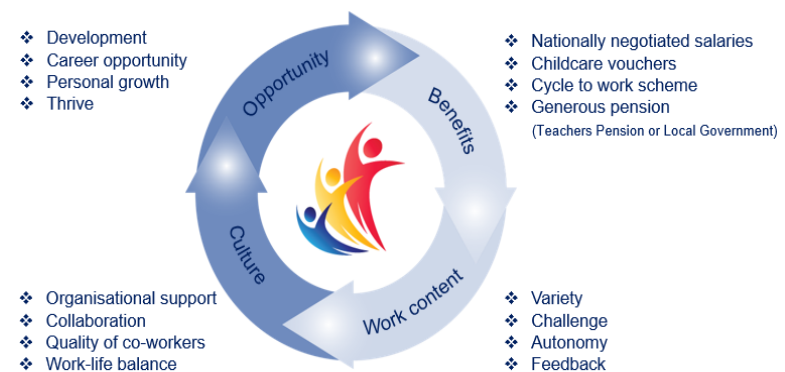 ❖ Development
❖ Career opportunity
❖ Personal growth
❖ Thrive
Opportunity
Benefits
❖ Nationally negotiated salaries
❖ Childcare vouchers
❖ Cycle to work scheme
❖ Generous pension
(Teachers Pension or Local Government)
Culture
Work content
❖ Organisational support
❖ Collaboration
❖ Quality of co-workers
❖ Work-life balance
❖ Variety
❖ Challenge
❖ Autonomy
❖ Feedback